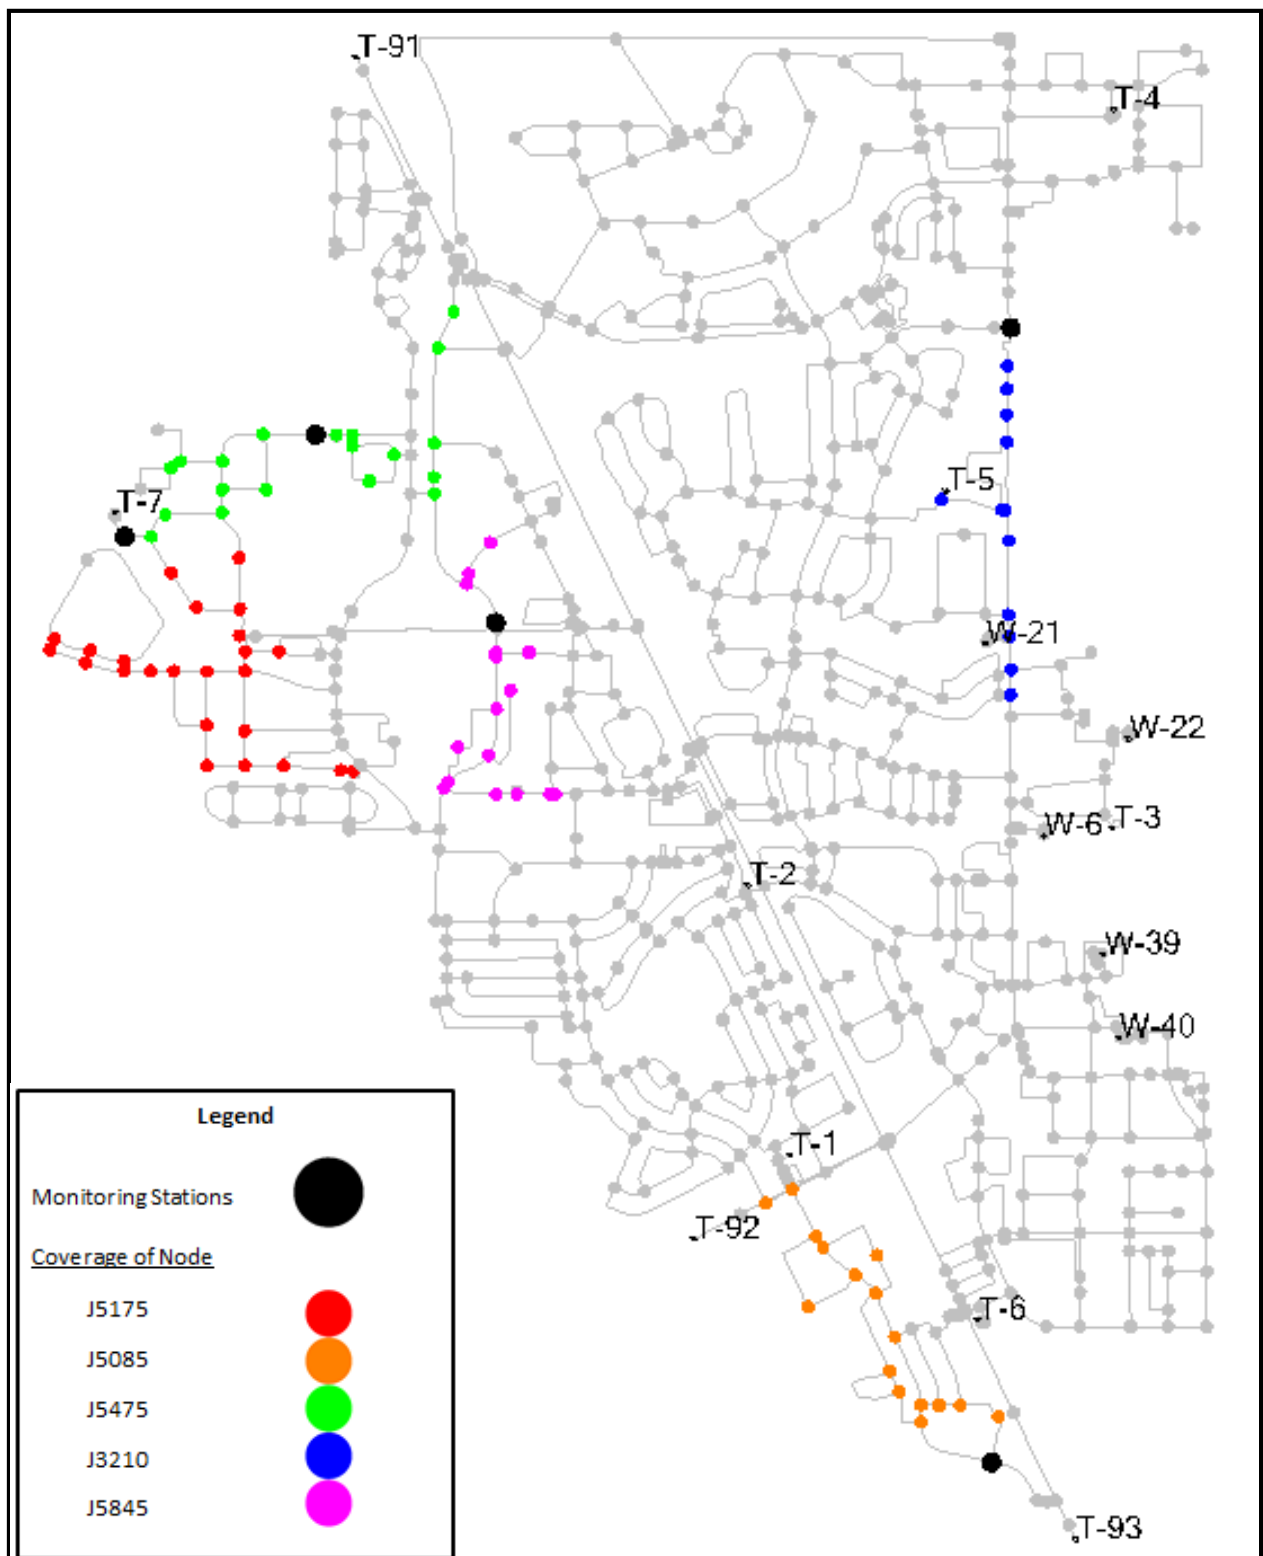 T-91
T-4
T-5
T-7
W-21
W-22
W-6
T-3
T-2
W-39
W-40
T-1
T-92
T-6
T-93
Legend
Monitoring Stations
Coverage of Node
J5175
J5085
J5475
J3210
J5845